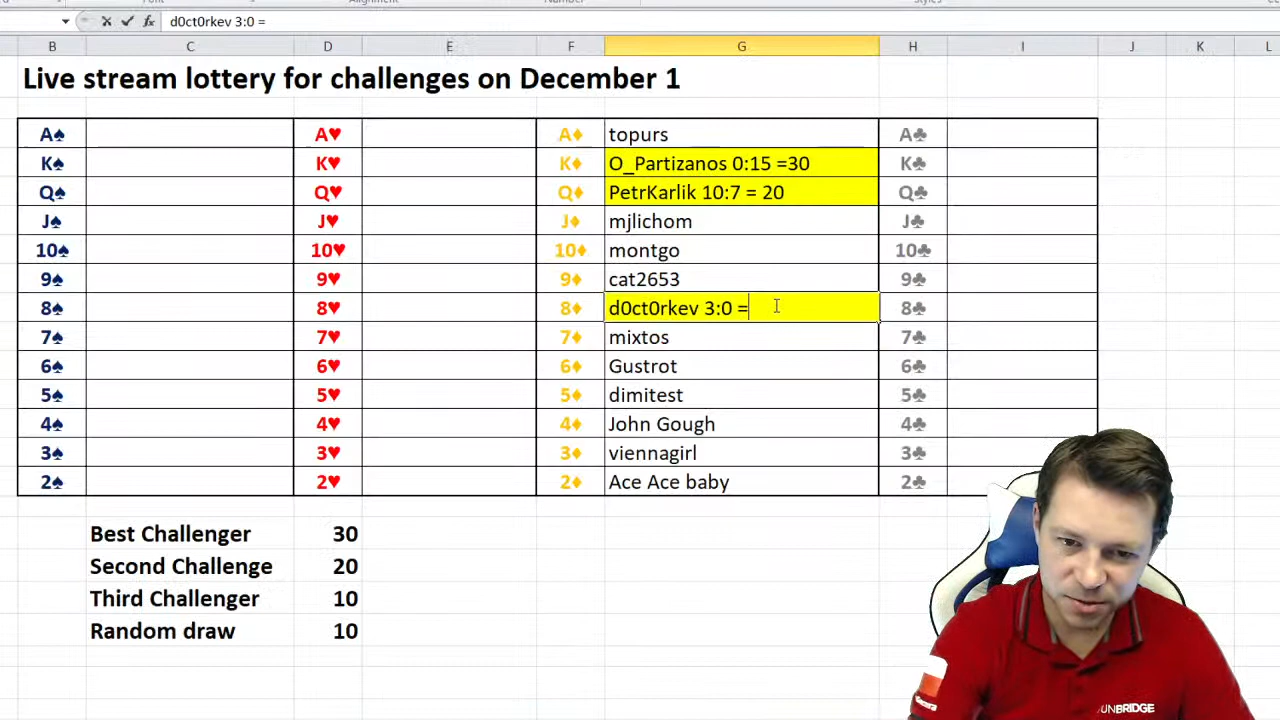 d0ct0rkev 3:0 =
B C D E F G H I J K L
Live stream lottery for challenges on December 1
A♠ A♥ A♦ topurs A♣
K♠ K♥ K♦ O_Partizanos 0:15 =30 K♣
Q♠ Q♥ Q♦ PetrKarlik 10:7 = 20 Q♣
J♠ J♥ J♦ mjlichom J♣
10♠ 10♥ 10♦ montgo 10♣
9♠ 9♥ 9♦ cat2653 9♣
8♠ 8♥ 8♦ d0ct0rkev 3:0 = 8♣
7♠ 7♥ 7♦ mixtos 7♣
6♠ 6♥ 6♦ Gustrot 6♣
5♠ 5♥ 5♦ dimitest 5♣
4♠ 4♥ 4♦ John Gough 4♣
3♠ 3♥ 3♦ viennagirl 3♣
2♠ 2♥ 2♦ Ace Ace baby 2♣
Best Challenger 30
Second Challenge 20
Third Challenger 10
Random draw 10
UNBRIDGE